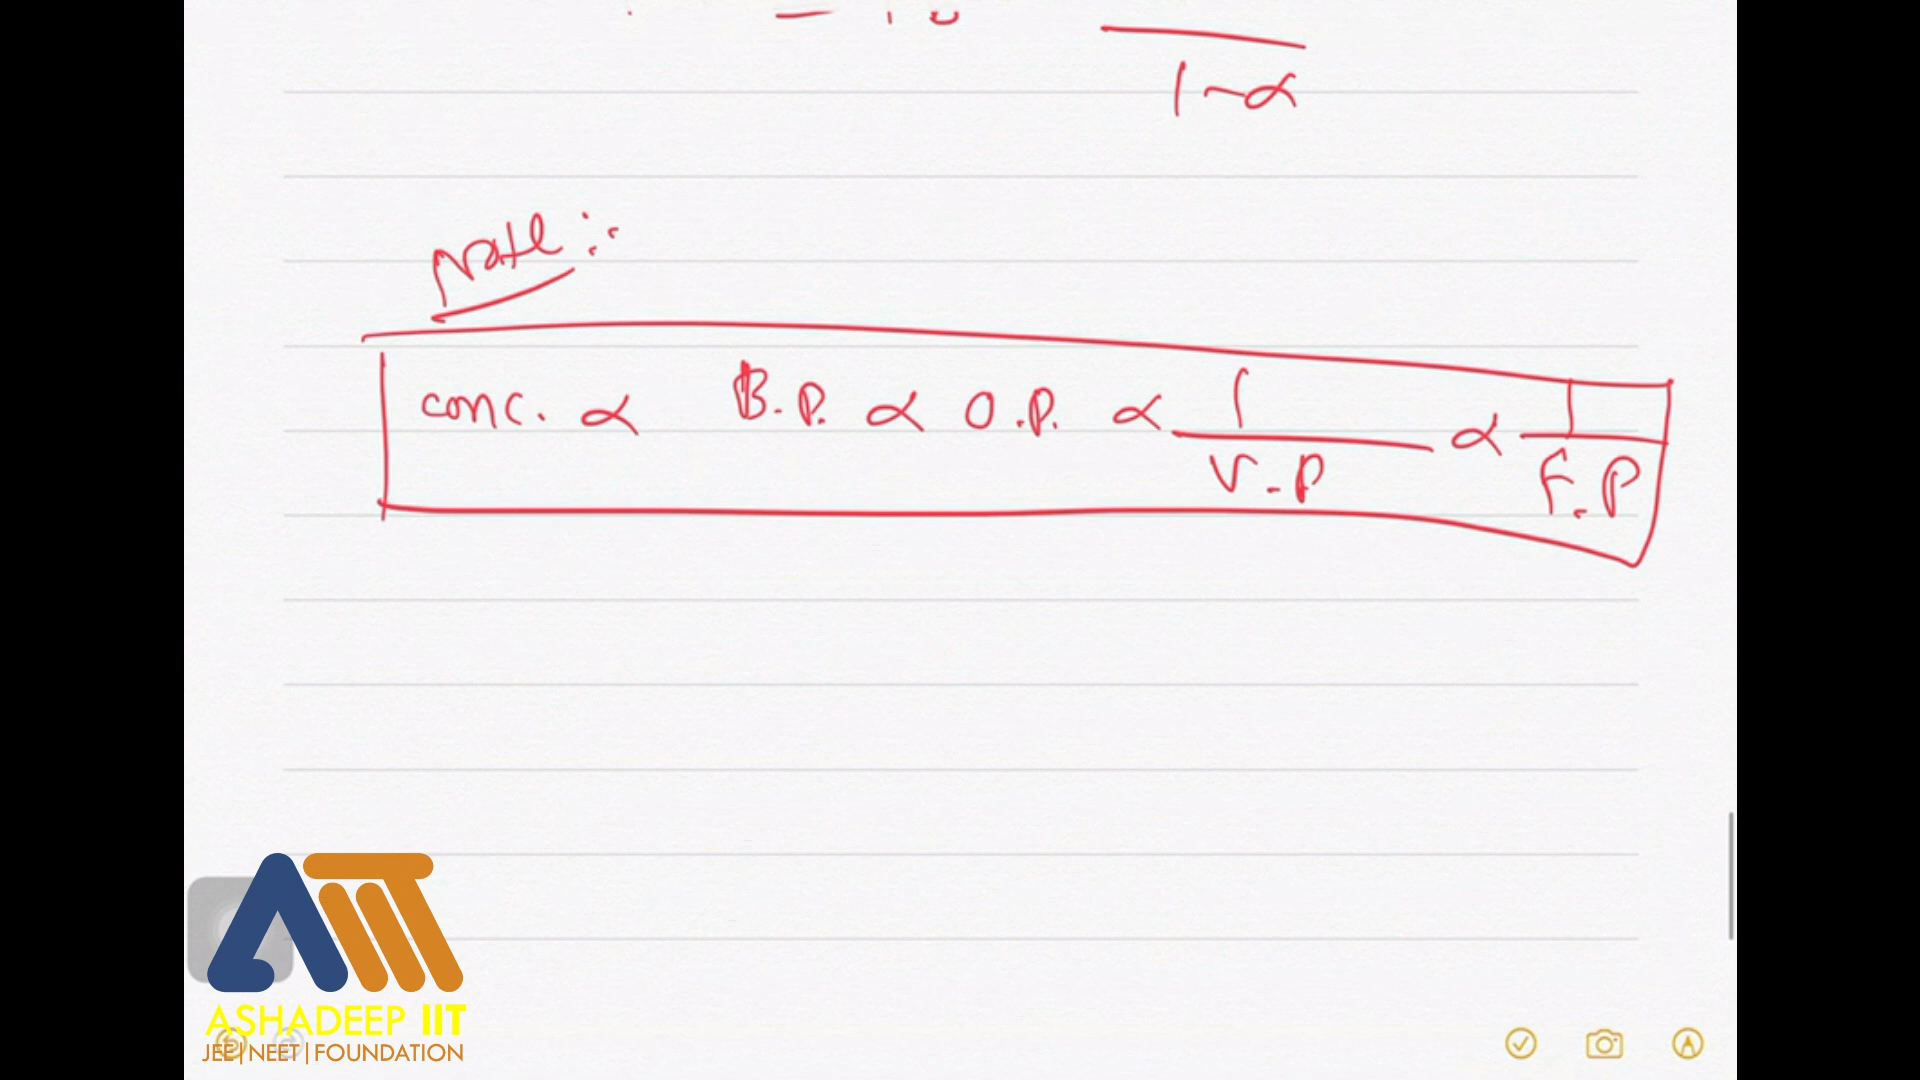 1-α
Note :-
conc. ∝ B.P. ∝ O.P. ∝ 1/V.P ∝ 1/F.P
ASHADEEP IIT
JEE|NEET|FOUNDATION